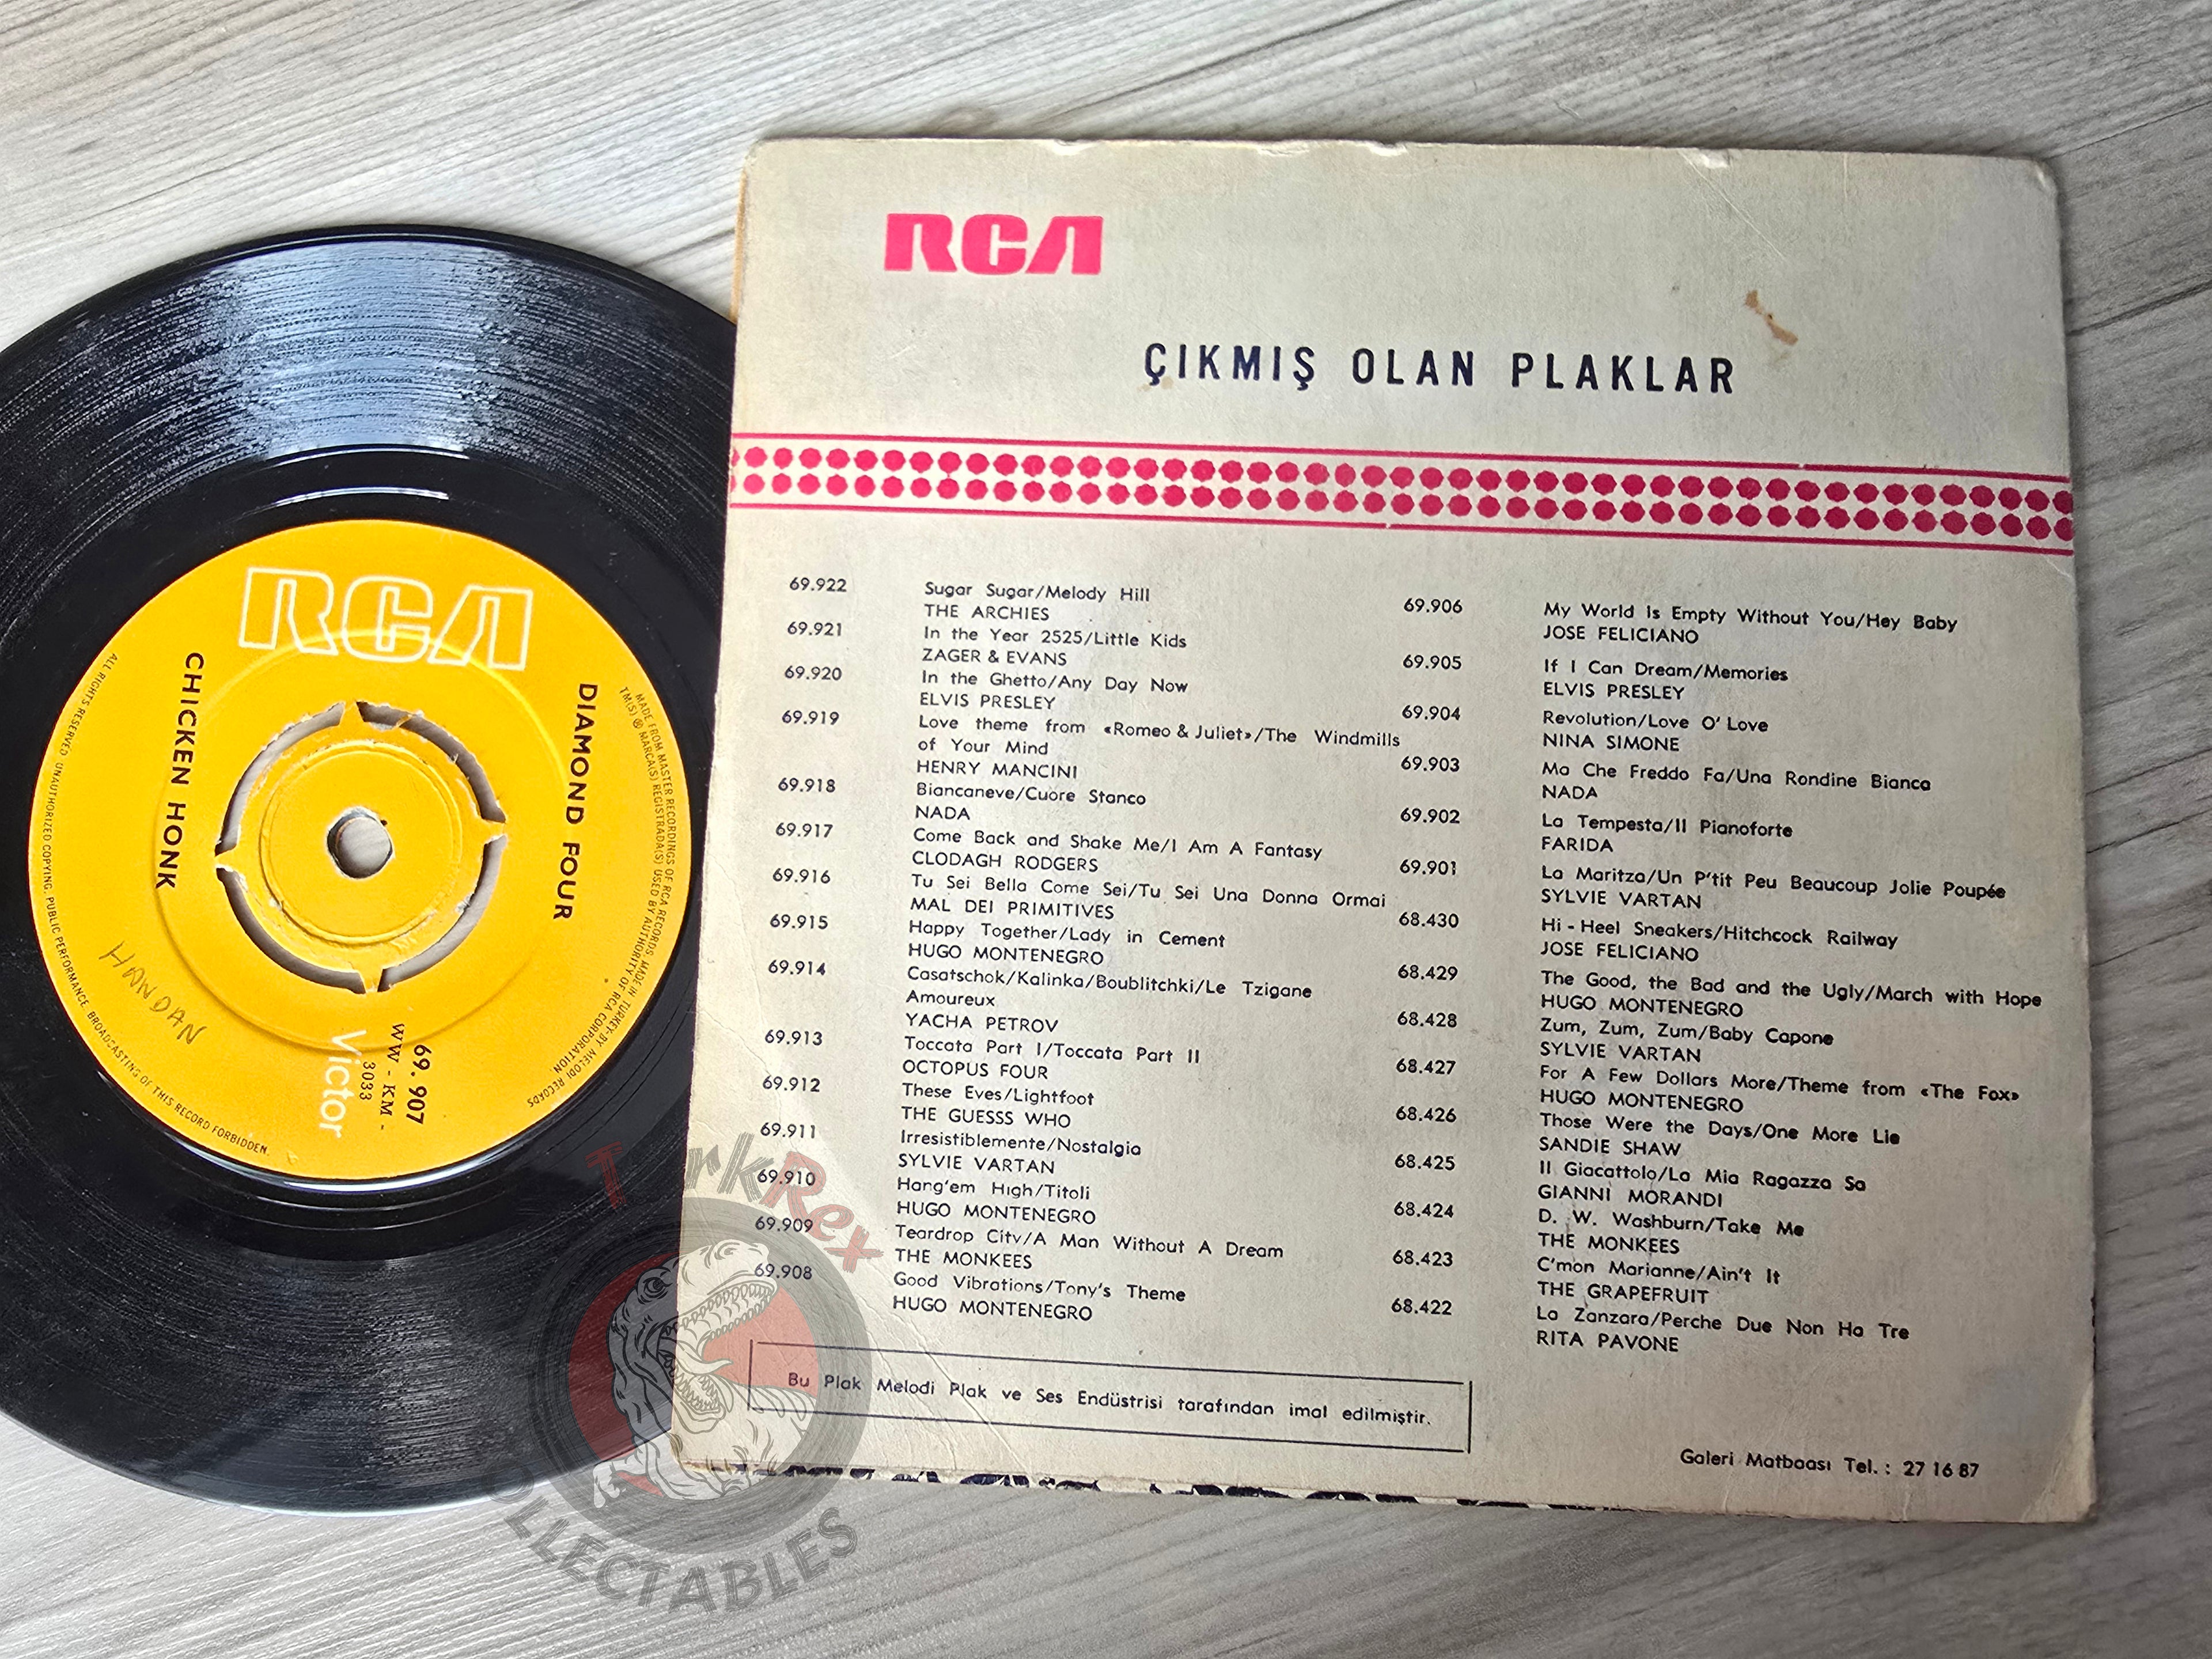 RCA
ÇIKMIŞ OLAN PLAKLAR
69.922 Sugar Sugar/Melody Hill
THE ARCHIES
69.921 In the Year 2525/Little Kids
ZAGER & EVANS
69.920 In the Ghetto/Any Day Now
ELVIS PRESLEY
69.919 Love theme from «Romeo & Juliet»/The Windmills
of Your Mind
HENRY MANCINI
69.918 Biancaneve/Cuore Stanco
NADA
69.917 Come Back and Shake Me/I Am A Fantasy
CLODAGH RODGERS
69.916 Tu Sei Bella Come Sei/Tu Sei Una Donna Ormai
MAL DEI PRIMITIVES
69.915 Happy Together/Lady in Cement
HUGO MONTENEGRO
69.914 Casatschok/Kalinka/Boublitchki/Le Tzigane
Amoureux
YACHA PETROV
69.913 Toccata Part I/Toccata Part II
OCTOPUS FOUR
69.912 These Eyes/Lightfoot
THE GUESSS WHO
69.911 Irresistiblemente/Nostalgia
SYLVIE VARTAN
69.910 Hang'em High/Titoli
HUGO MONTENEGRO
69.909 Teardrop City/A Man Without A Dream
THE MONKEES
69.908 Good Vibrations/Tony's Theme
HUGO MONTENEGRO
69.906 My World Is Empty Without You/Hey Baby
JOSE FELICIANO
69.905 If I Can Dream/Memories
ELVIS PRESLEY
69.904 Revolution/Love O' Love
NINA SIMONE
69.903 Ma Che Freddo Fa/Una Rondine Bianca
NADA
69.902 La Tempesta/Il Pianoforte
FARIDA
69.901 La Maritza/Un P'tit Peu Beaucoup Jolie Poupée
SYLVIE VARTAN
68.430 Hi - Heel Sneakers/Hitchcock Railway
JOSE FELICIANO
68.429 The Good, the Bad and the Ugly/March with Hope
HUGO MONTENEGRO
68.428 Zum, Zum, Zum/Baby Capone
SYLVIE VARTAN
68.427 For A Few Dollars More/Theme from «The Fox»
HUGO MONTENEGRO
68.426 Those Were the Days/One More Lie
SANDIE SHAW
68.425 Il Giacattolo/La Mia Ragazza Sa
GIANNI MORANDI
68.424 D. W. Washburn/Take Me
THE MONKEES
68.423 C'mon Marianne/Ain't It
THE GRAPEFRUIT
68.422 La Zanzara/Perche Due Non Ha Tre
RITA PAVONE
Bu Plak Melodi Plak ve Ses Endüstrisi tarafından imal edilmiştir.
Galeri Matbaası Tel. : 27 16 87
RCA
DIAMOND FOUR
CHICKEN HONK
69. 907
WW - KM -
3033
Victor
HANDAN
MADE FROM MASTER RECORDINGS OF RCA RECORDS. MADE IN TURKEY-BY MELODI RECORDS
TM(S) ® MARCA(S) REGISTRADA(S) USED BY AUTHORITY OF RCA CORPORATION.
ALL RIGHTS RESERVED. UNAUTHORIZED COPYING, PUBLIC PERFORMANCE, BROADCASTING OF THIS RECORD FORBIDDEN.
TurkRex
COLLECTABLES